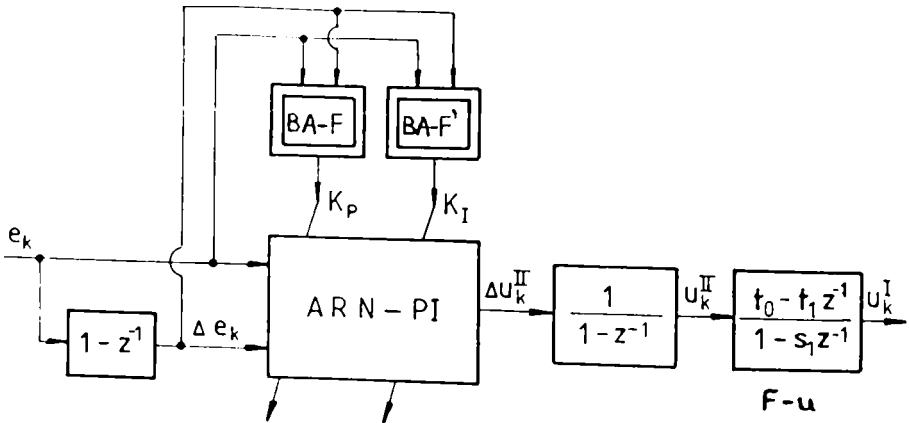 BA-F
BA-F'
K_P
K_I
e_k
ARN-PI
Δu_k^II
1
1 - z^-1
u_k^II
t_0 - t_1 z^-1
1 - s_1 z^-1
u_k^I
1 - z^-1
Δ e_k
F-u